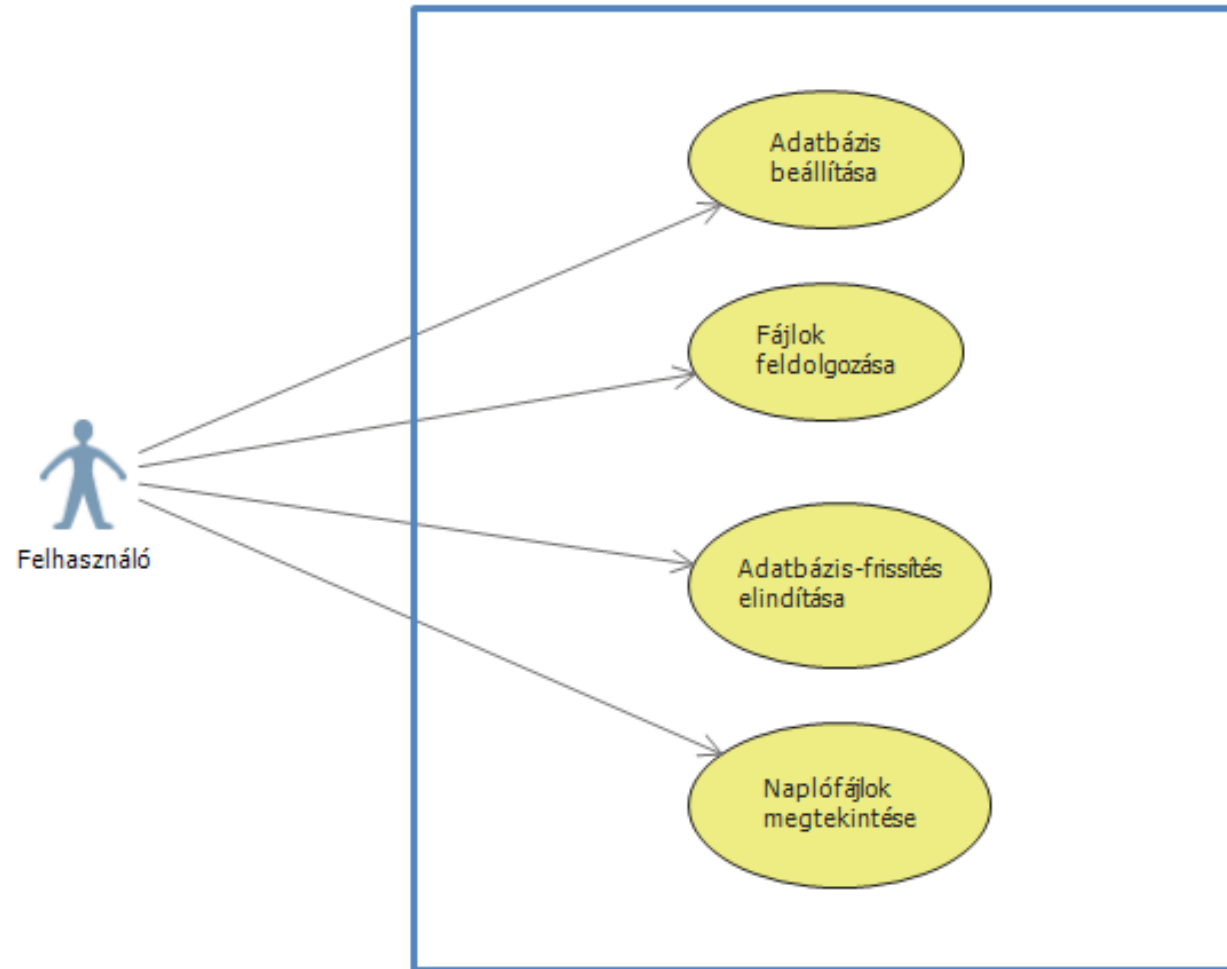 Adatbázis
beállítása
Fájlok
feldolgozása
Felhasználó
Adatbázis-frissítés
elindítása
Naplófájlok
megtekintése